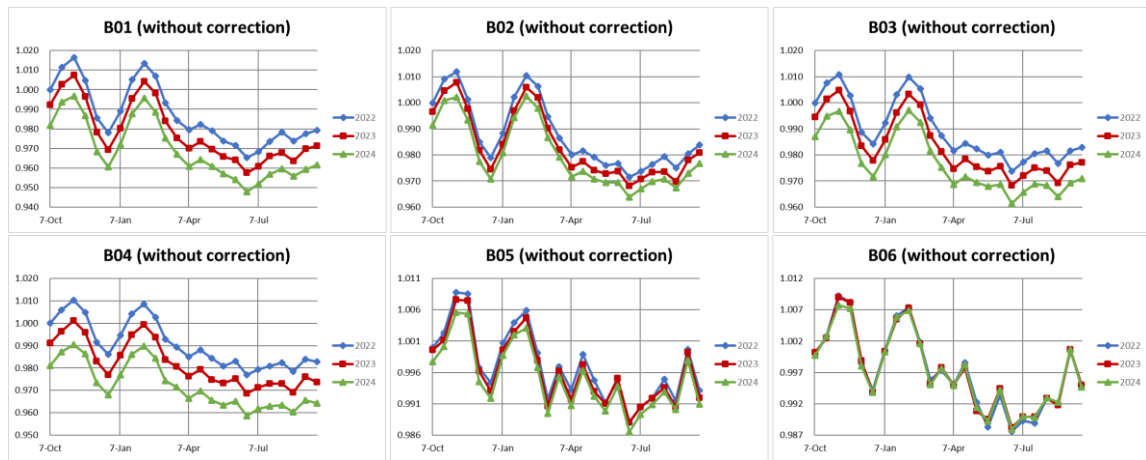 B01 (without correction)
1.020
1.010
1.000
0.990
0.980
0.970
0.960
0.950
0.940
7-Oct
7-Jan
7-Apr
7-Jul
2022
2023
2024
B02 (without correction)
1.020
1.000
0.980
0.960
7-Oct
7-Jan
7-Apr
7-Jul
2022
2023
2024
B03 (without correction)
1.020
1.010
1.000
0.990
0.980
0.970
0.960
7-Oct
7-Jan
7-Apr
7-Jul
2022
2023
2024
B04 (without correction)
1.020
1.010
1.000
0.990
0.980
0.970
0.960
0.950
7-Oct
7-Jan
7-Apr
7-Jul
2022
2023
2024
B05 (without correction)
1.011
1.006
1.001
0.996
0.991
0.986
7-Oct
7-Jan
7-Apr
7-Jul
2022
2023
2024
B06 (without correction)
1.012
1.007
1.002
0.997
0.992
0.987
7-Oct
7-Jan
7-Apr
7-Jul
2022
2023
2024